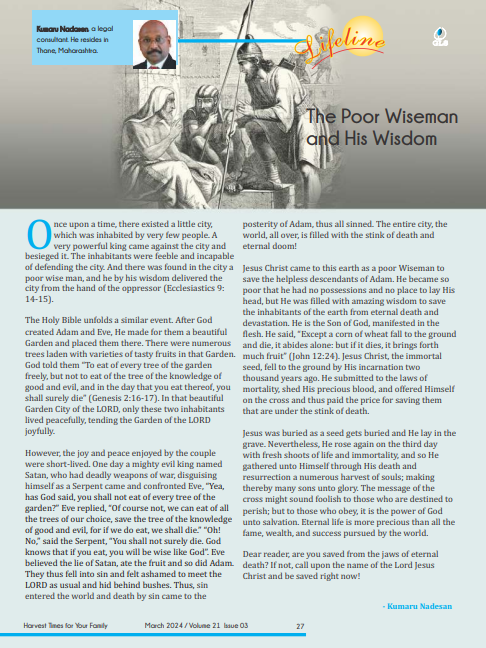 Kumaru Nadasen, a legal
consultant. He resides in
Thane, Maharashtra.
Lifeline
The Poor Wiseman
and His Wisdom
Once upon a time, there existed a little city,
which was inhabited by very few people. A
very powerful king came against the city and
besieged it. The inhabitants were feeble and incapable
of defending the city. And there was found in the city a
poor wise man, and he by his wisdom delivered the
city from the hand of the oppressor (Ecclesiastics 9:
14-15).
The Holy Bible unfolds a similar event. After God
created Adam and Eve, He made for them a beautiful
Garden and placed them there. There were numerous
trees laden with varieties of tasty fruits in that Garden.
God told them "To eat of every tree of the garden
freely, but not to eat of the tree of the knowledge of
good and evil, and in the day that you eat thereof, you
shall surely die" (Genesis 2:16-17). In that beautiful
Garden City of the LORD, only these two inhabitants
lived peacefully, tending the Garden of the LORD
joyfully.
However, the joy and peace enjoyed by the couple
were short-lived. One day a mighty evil king named
Satan, who had deadly weapons of war, disguising
himself as a Serpent came and confronted Eve, "Yea,
has God said, you shall not eat of every tree of the
garden?" Eve replied, "Of course not, we can eat of all
the trees of our choice, save the tree of the knowledge
of good and evil, for if we do eat, we shall die." "Oh!
No," said the Serpent, "You shall not surely die. God
knows that if you eat, you will be wise like God". Eve
believed the lie of Satan, ate the fruit and so did Adam.
They thus fell into sin and felt ashamed to meet the
LORD as usual and hid behind bushes. Thus, sin
entered the world and death by sin came to the
posterity of Adam, thus all sinned. The entire city, the
world, all over, is filled with the stink of death and
eternal doom!
Jesus Christ came to this earth as a poor Wiseman to
save the helpless descendants of Adam. He became so
poor that he had no possessions and no place to lay His
head, but He was filled with amazing wisdom to save
the inhabitants of the earth from eternal death and
devastation. He is the Son of God, manifested in the
flesh. He said, "Except a corn of wheat fall to the ground
and die, it abides alone: but if it dies, it brings forth
much fruit" (John 12:24). Jesus Christ, the immortal
seed, fell to the ground by His incarnation two
thousand years ago. He submitted to the laws of
mortality, shed His precious blood, and offered Himself
on the cross and thus paid the price for saving them
that are under the stink of death.
Jesus was buried as a seed gets buried and He lay in the
grave. Nevertheless, He rose again on the third day
with fresh shoots of life and immortality, and so He
gathered unto Himself through His death and
resurrection a numerous harvest of souls; making
thereby many sons unto glory. The message of the
cross might sound foolish to those who are destined to
perish; but to those who obey, it is the power of God
unto salvation. Eternal life is more precious than all the
fame, wealth, and success pursued by the world.
Dear reader, are you saved from the jaws of eternal
death? If not, call upon the name of the Lord Jesus
Christ and be saved right now!
- Kumaru Nadesan
Harvest Times for Your Family March 2024 / Volume 21 Issue 03 27